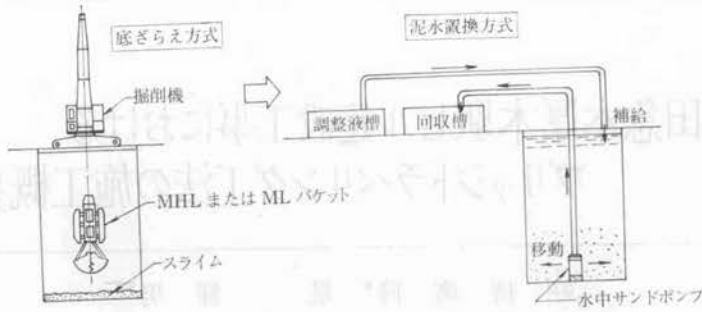 底ざらえ方式
掘削機
MHL または ML バケット
スライム
泥水置換方式
調整液槽
回収槽
補給
移動
水中サンドポンプ